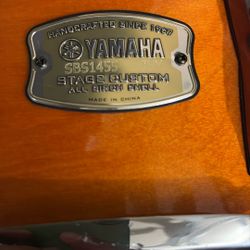 HANDCRAFTED SINCE 1967
YAMAHA
SBS1455
STAGE CUSTOM
ALL BIRCH SHELL
MADE IN CHINA